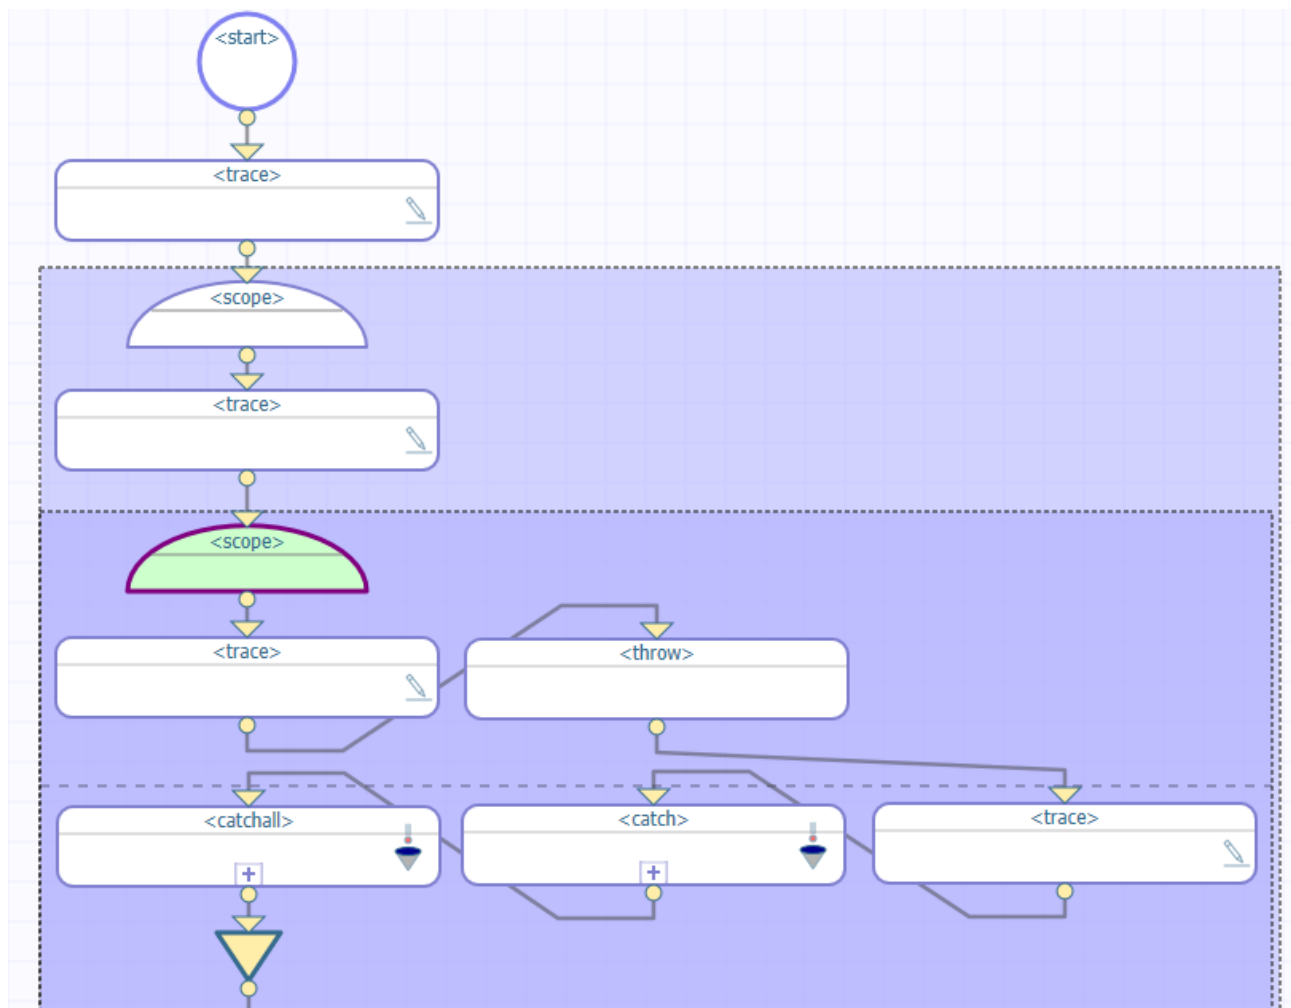 <start>
<trace>
<scope>
<trace>
<scope>
<trace>
<throw>
<catchall>
<catch>
<trace>